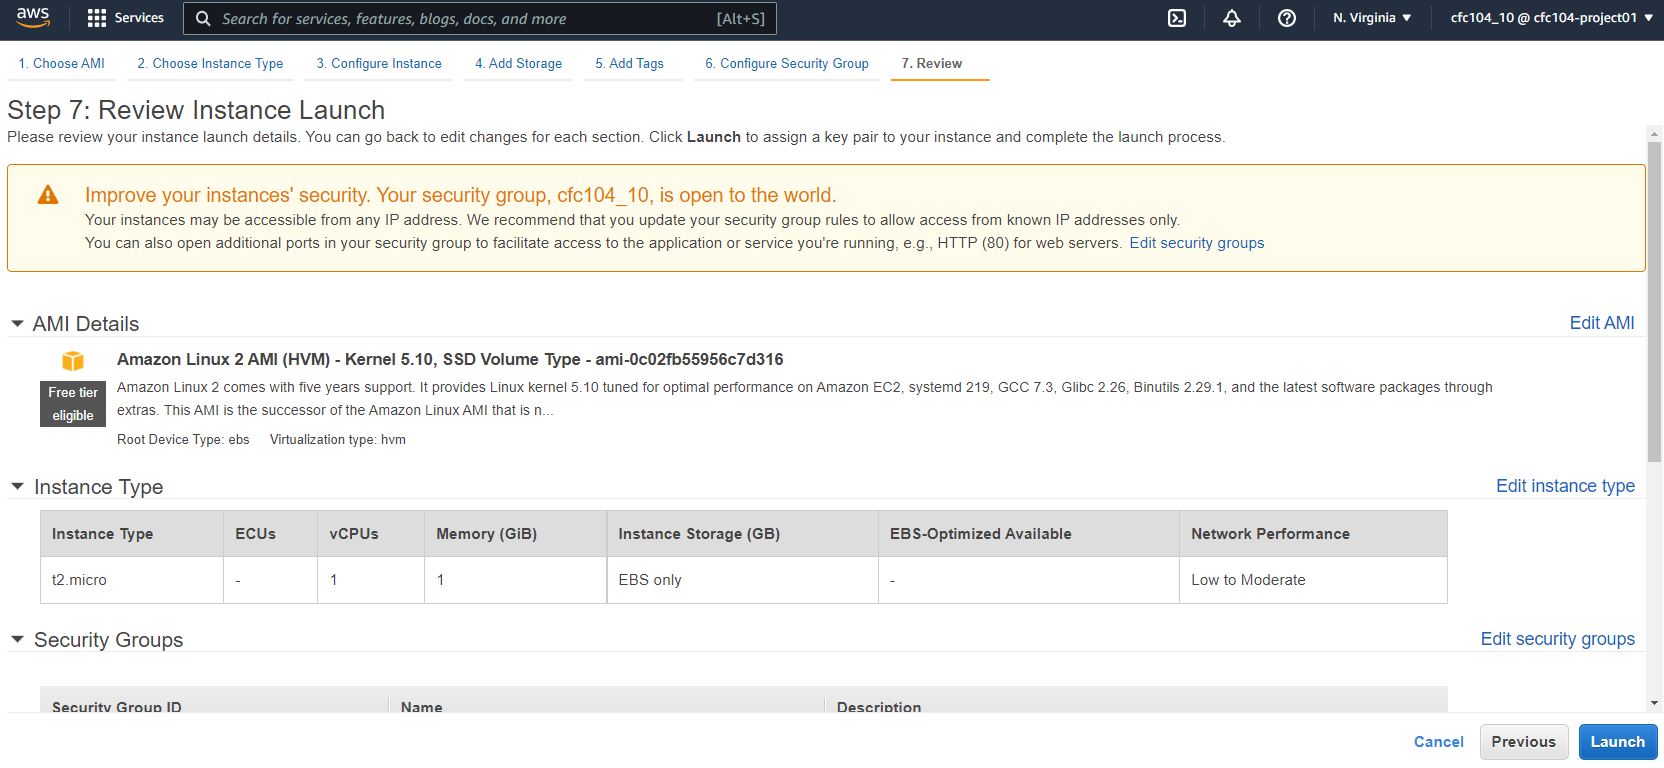 aws
Services
Search for services, features, blogs, docs, and more
[Alt+S]
N. Virginia
cfc104_10 @ cfc104-project01
1. Choose AMI
2. Choose Instance Type
3. Configure Instance
4. Add Storage
5. Add Tags
6. Configure Security Group
7. Review
Step 7: Review Instance Launch
Please review your instance launch details. You can go back to edit changes for each section. Click Launch to assign a key pair to your instance and complete the launch process.
Improve your instances' security. Your security group, cfc104_10, is open to the world.
Your instances may be accessible from any IP address. We recommend that you update your security group rules to allow access from known IP addresses only.
You can also open additional ports in your security group to facilitate access to the application or service you're running, e.g., HTTP (80) for web servers. Edit security groups
AMI Details
Edit AMI
Amazon Linux 2 AMI (HVM) - Kernel 5.10, SSD Volume Type - ami-0c02fb55956c7d316
Free tier
eligible
Amazon Linux 2 comes with five years support. It provides Linux kernel 5.10 tuned for optimal performance on Amazon EC2, systemd 219, GCC 7.3, Glibc 2.26, Binutils 2.29.1, and the latest software packages through
extras. This AMI is the successor of the Amazon Linux AMI that is n...
Root Device Type: ebs Virtualization type: hvm
Instance Type
Edit instance type
Instance Type ECUs vCPUs Memory (GiB) Instance Storage (GB) EBS-Optimized Available Network Performance
t2.micro - 1 1 EBS only - Low to Moderate
Security Groups
Edit security groups
Security Group ID Name Description
Cancel
Previous
Launch